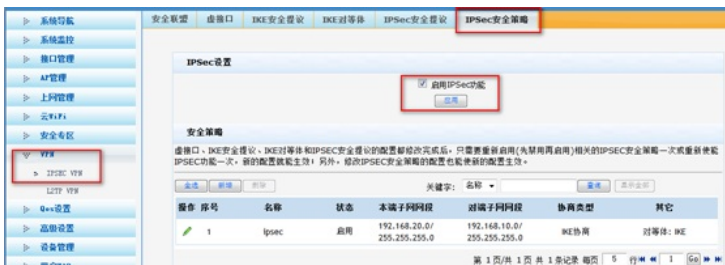 系统导航
系统监控
接口管理
AP管理
上网管理
云WiFi
安全专区
VPN
IPSEC VPN
L2TP VPN
Qos设置
高级设置
设备管理
安全联盟 虚接口 IKE安全提议 IKE对等体 IPSec安全提议 IPSec安全策略
IPSec设置
启用IPSec功能
应用
安全策略
虚接口、IKE安全提议、IKE对等体和IPSEC安全提议的配置都修改完成后，只需要重新启用(先禁用再启用)相关的IPSEC安全策略一次或重新使能
IPSEC功能一次，新的配置就能生效！另外，修改IPSEC安全策略的配置也能使新的配置生效。
全选 新增 删除 关键字： 名称 查询 显示全部
操作 序号 名称 状态 本端子网网段 对端子网网段 协商类型 其它
1 ipsec 启用 192.168.20.0/ 255.255.255.0 192.168.10.0/ 255.255.255.0 IKE协商 对等体: IKE
第 1 页/共 1 页 共 1 条记录 每页 5 行 1 Go